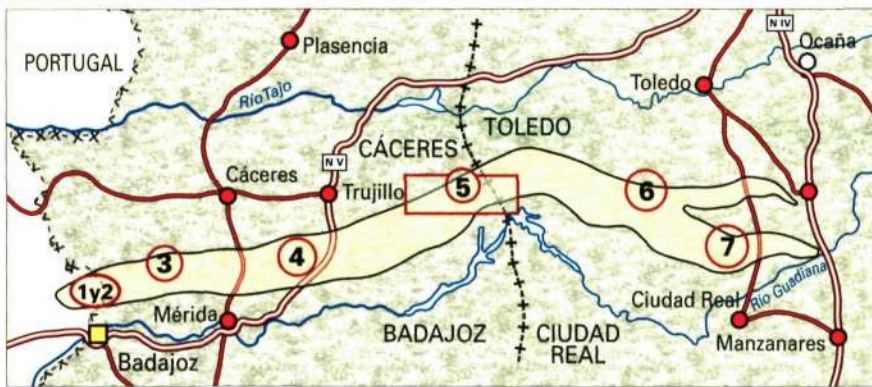 N IV
Ocaña
Plasencia
PORTUGAL
Toledo
Río Tajo
TOLEDO
N V
CÁCERES
Cáceres
Trujillo
5
6
3
4
7
1y2
Río Guadiana
Ciudad Real
Mérida
BADAJOZ
CIUDAD
REAL
Manzanares
Badajoz